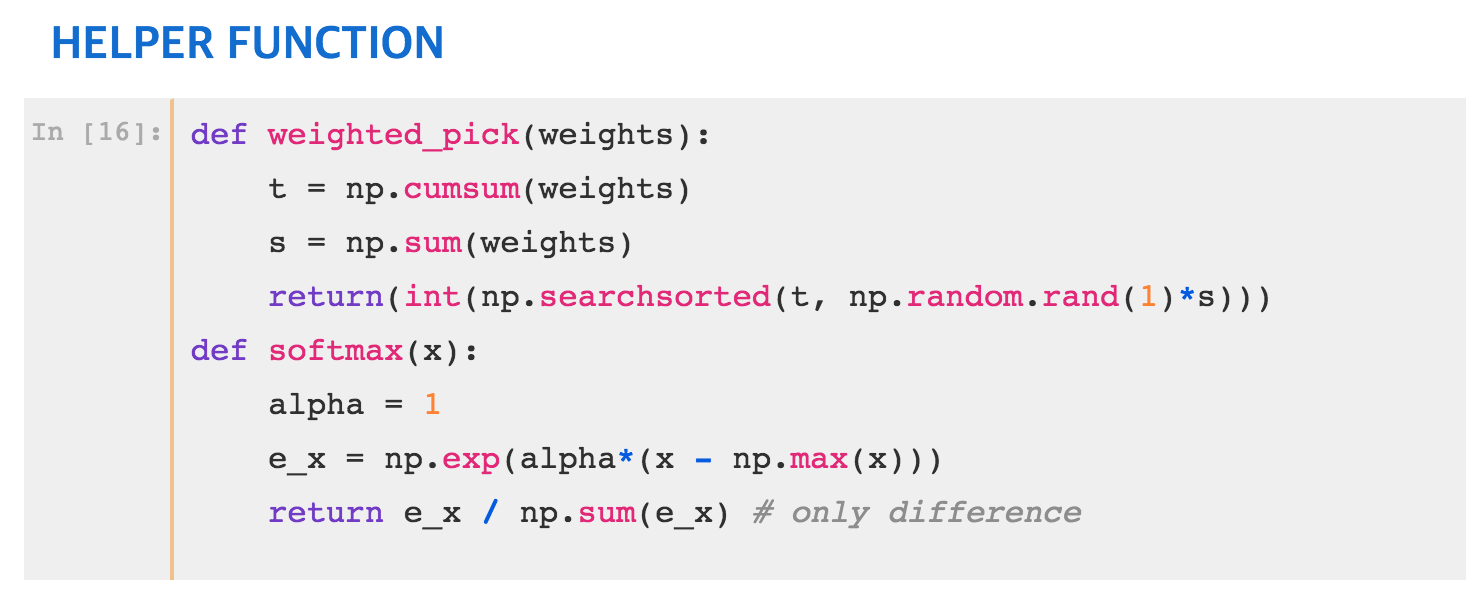 HELPER FUNCTION
In [16]:
def weighted_pick(weights):
    t = np.cumsum(weights)
    s = np.sum(weights)
    return(int(np.searchsorted(t, np.random.rand(1)*s)))
def softmax(x):
    alpha = 1
    e_x = np.exp(alpha*(x - np.max(x)))
    return e_x / np.sum(e_x) # only difference